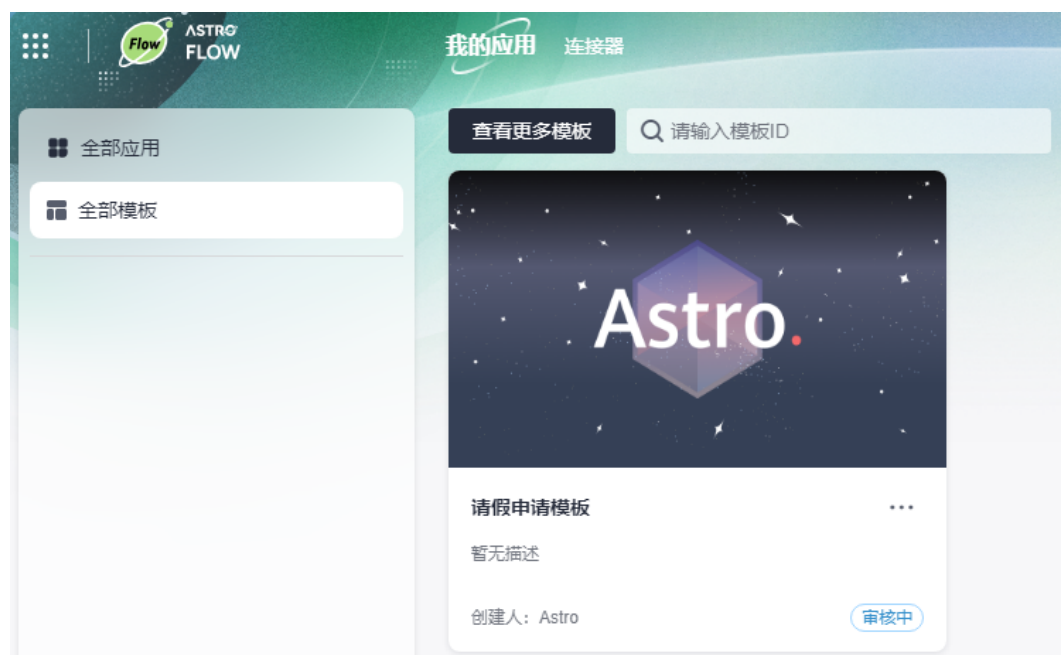 Flow ASTRO FLOW 我的应用 连接器
查看更多模板 请输入模板ID
全部应用
全部模板
Astro.
请假申请模板 ...
暂无描述
创建人：Astro 审核中